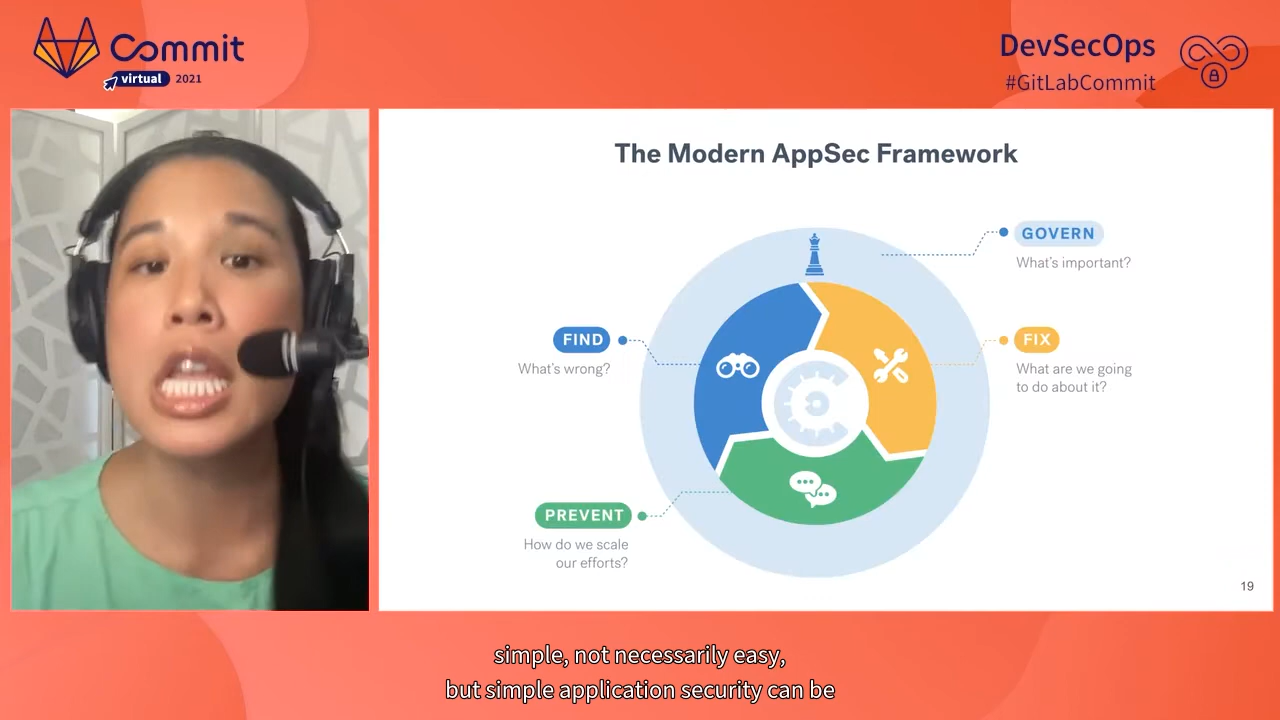 Commit
virtual 2021
DevSecOps
#GitLabCommit
The Modern AppSec Framework
GOVERN
What's important?
FIND
What's wrong?
FIX
What are we going
to do about it?
PREVENT
How do we scale
our efforts?
19
simple, not necessarily easy,
but simple application security can be